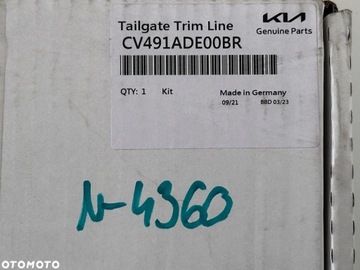 Tailgate Trim Line
KIA
CV491ADE00BR
Genuine Parts
QTY: 1 Kit
Made in Germany
09/21 BBD 03/23
N-4360
OTOMOTO